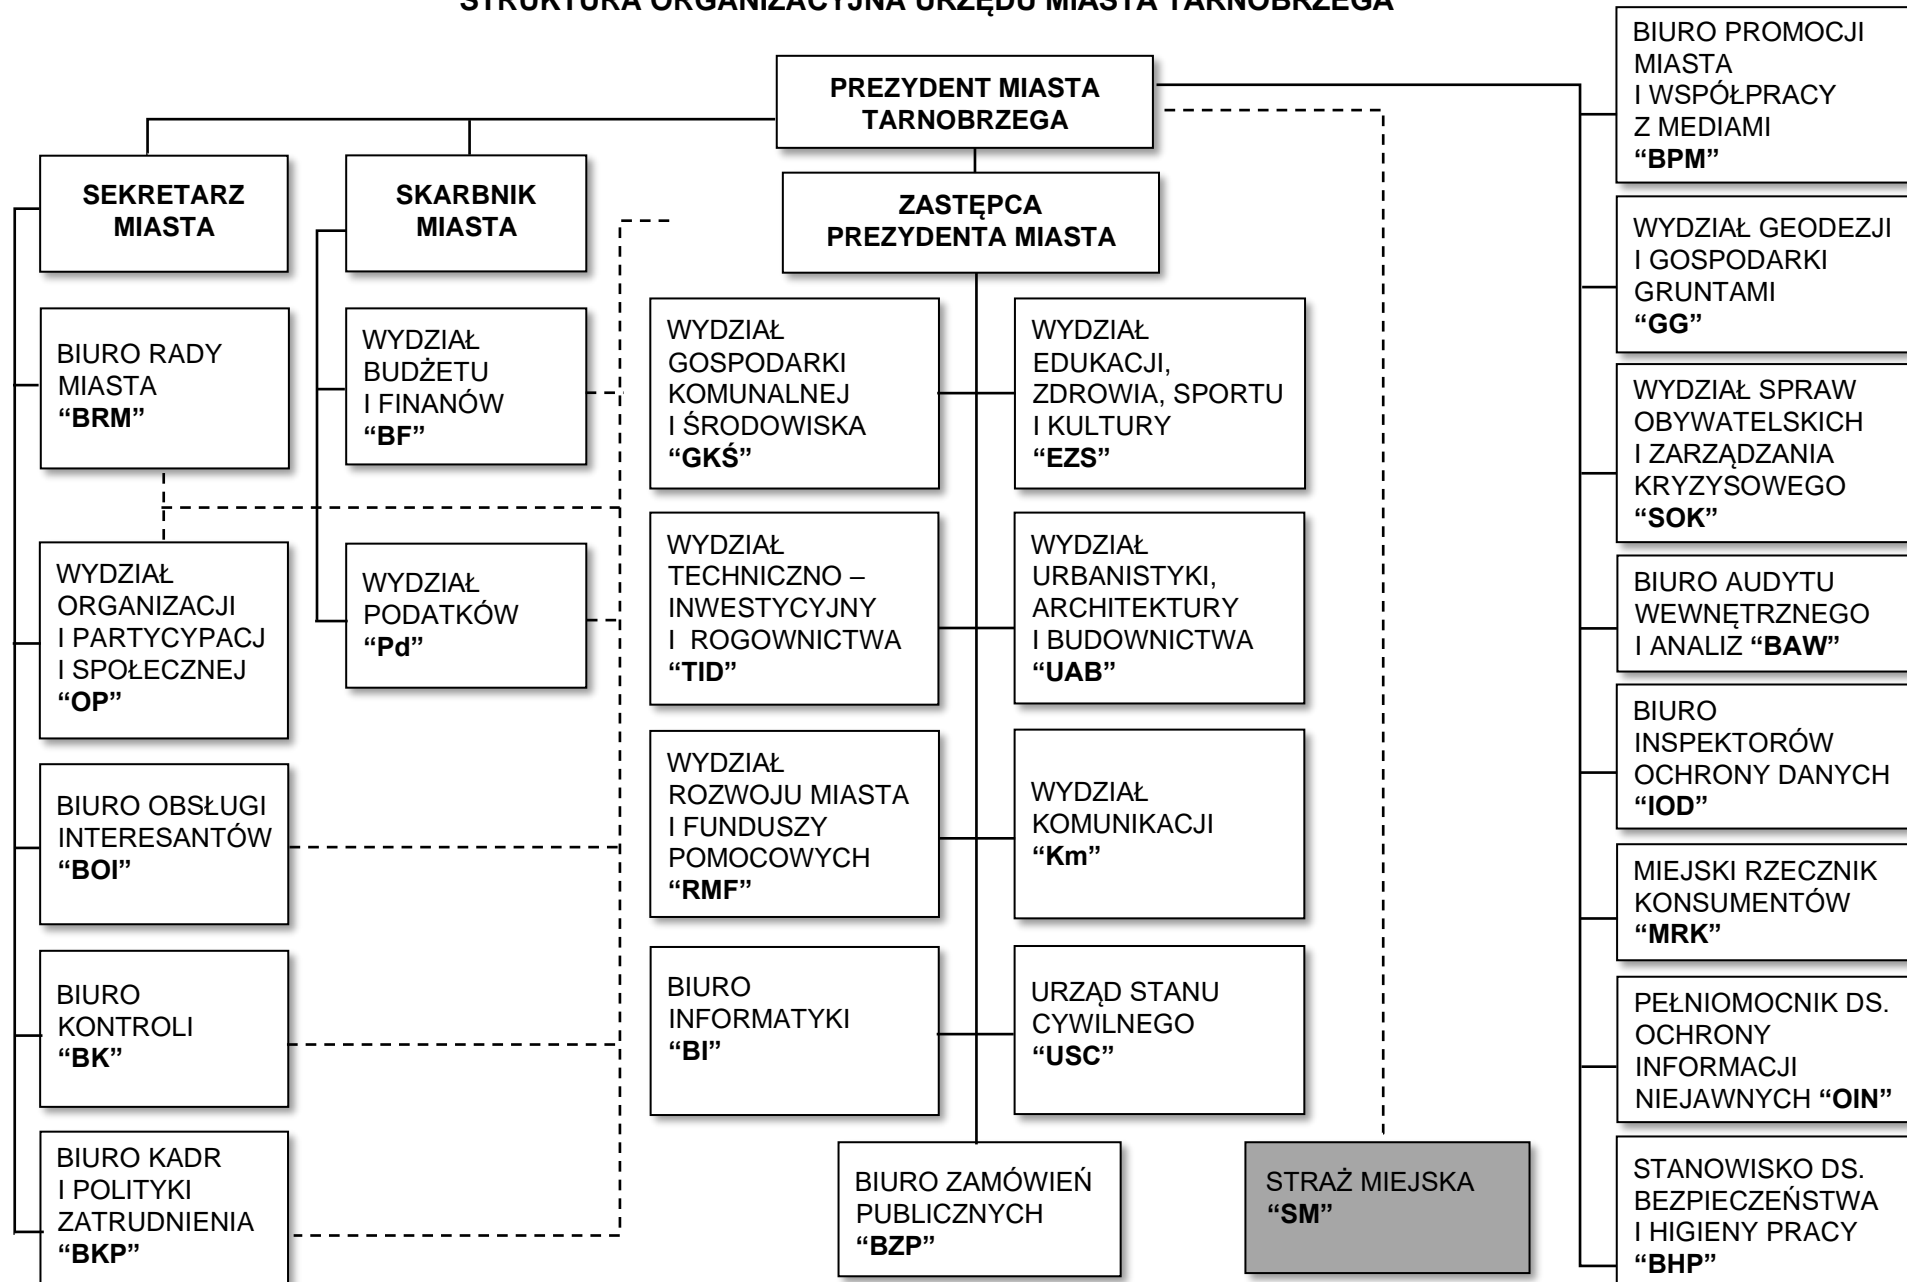 STRUKTURA ORGANIZACYJNA URZĘDU MIASTA TARNOBRZEGA
PREZYDENT MIASTA
TARNOBRZEGA
SEKRETARZ
MIASTA
SKARBNIK
MIASTA
ZASTĘPCA
PREZYDENTA MIASTA
BIURO RADY
MIASTA
“BRM”
WYDZIAŁ
ORGANIZACJI
I PARTYCYPACJ
I SPOŁECZNEJ
“OP”
BIURO OBSŁUGI
INTERESANTÓW
“BOI”
BIURO
KONTROLI
“BK”
BIURO KADR
I POLITYKI
ZATRUDNIENIA
“BKP”
WYDZIAŁ
BUDŻETU
I FINANÓW
“BF”
WYDZIAŁ
PODATKÓW
“Pd”
WYDZIAŁ
GOSPODARKI
KOMUNALNEJ
I ŚRODOWISKA
“GKŚ”
WYDZIAŁ
EDUKACJI,
ZDROWIA, SPORTU
I KULTURY
“EZS”
WYDZIAŁ
TECHNICZNO –
INWESTYCYJNY
I ROGOWNICTWA
“TID”
WYDZIAŁ
URBANISTYKI,
ARCHITEKTURY
I BUDOWNICTWA
“UAB”
WYDZIAŁ
ROZWOJU MIASTA
I FUNDUSZY
POMOCOWYCH
“RMF”
WYDZIAŁ
KOMUNIKACJI
“Km”
BIURO
INFORMATYKI
“BI”
URZĄD STANU
CYWILNEGO
“USC”
BIURO ZAMÓWIEŃ
PUBLICZNYCH
“BZP”
STRAŻ MIEJSKA
“SM”
BIURO PROMOCJI
MIASTA
I WSPÓŁPRACY
Z MEDIAMI
“BPM”
WYDZIAŁ GEODEZJI
I GOSPODARKI
GRUNTAMI
“GG”
WYDZIAŁ SPRAW
OBYWATELSKICH
I ZARZĄDZANIA
KRYZYSOWEGO
“SOK”
BIURO AUDYTU
WEWNĘTRZNEGO
I ANALIZ “BAW”
BIURO
INSPEKTORÓW
OCHRONY DANYCH
“IOD”
MIEJSKI RZECZNIK
KONSUMENTÓW
“MRK”
PEŁNIOMOCNIK DS.
OCHRONY
INFORMACJI
NIEJAWNYCH “OIN”
STANOWISKO DS.
BEZPIECZEŃSTWA
I HIGIENY PRACY
“BHP”